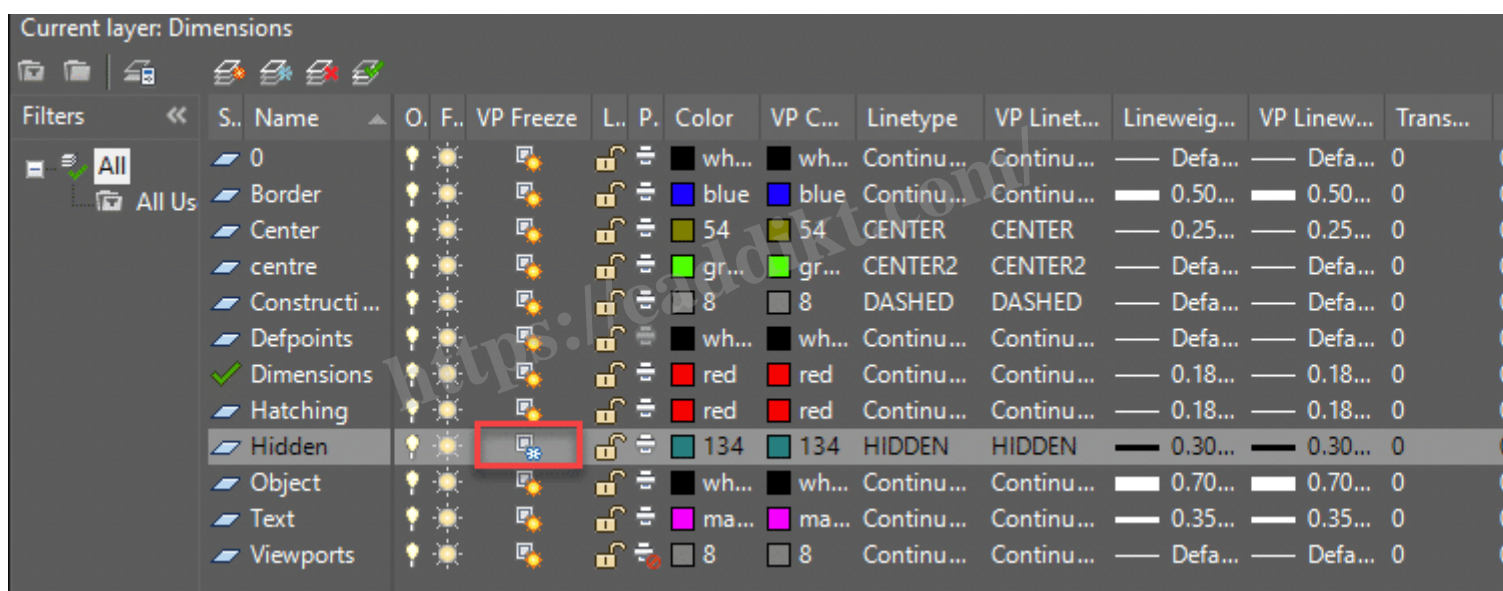 Current layer: Dimensions
Filters « S.. Name O. F.. VP Freeze L.. P. Color VP C... Linetype VP Linet... Lineweig... VP Linew... Trans...
All 0 wh... wh... Continu... Continu... Defa... Defa... 0
All Us Border blue blue Continu... Continu... 0.50... 0.50... 0
Center 54 54 CENTER CENTER 0.25... 0.25... 0
centre gr... gr... CENTER2 CENTER2 Defa... Defa... 0
Constructi... 8 8 DASHED DASHED Defa... Defa... 0
Defpoints wh... wh... Continu... Continu... Defa... Defa... 0
Dimensions red red Continu... Continu... 0.18... 0.18... 0
Hatching red red Continu... Continu... 0.18... 0.18... 0
Hidden 134 134 HIDDEN HIDDEN 0.30... 0.30... 0
Object wh... wh... Continu... Continu... 0.70... 0.70... 0
Text ma... ma... Continu... Continu... 0.35... 0.35... 0
Viewports 8 8 Continu... Continu... Defa... Defa... 0
https://caddikt.com/